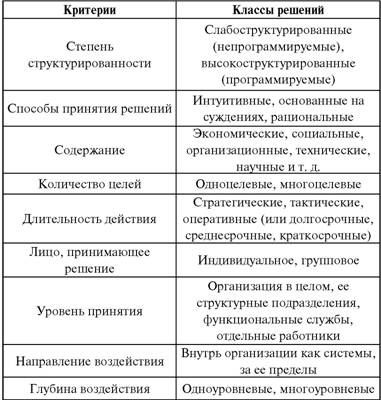 Критерии
Классы решений
Степень
структурированности
Слабоструктурированные
(непрограммируемые),
высокоструктурированные
(программируемые)
Способы принятия решений
Интуитивные, основанные на
суждениях, рациональные
Содержание
Экономические, социальные,
организационные, технические,
научные и т. д.
Количество целей
Одноцелевые, многоцелевые
Длительность действия
Стратегические, тактические,
оперативные (или долгосрочные,
среднесрочные, краткосрочные)
Лицо, принимающее
решение
Индивидуальное, групповое
Уровень принятия
Организация в целом, ее
структурные подразделения,
функциональные службы,
отдельные работники
Направление воздействия
Внутрь организации как системы,
за ее пределы
Глубина воздействия
Одноуровневые, многоуровневые